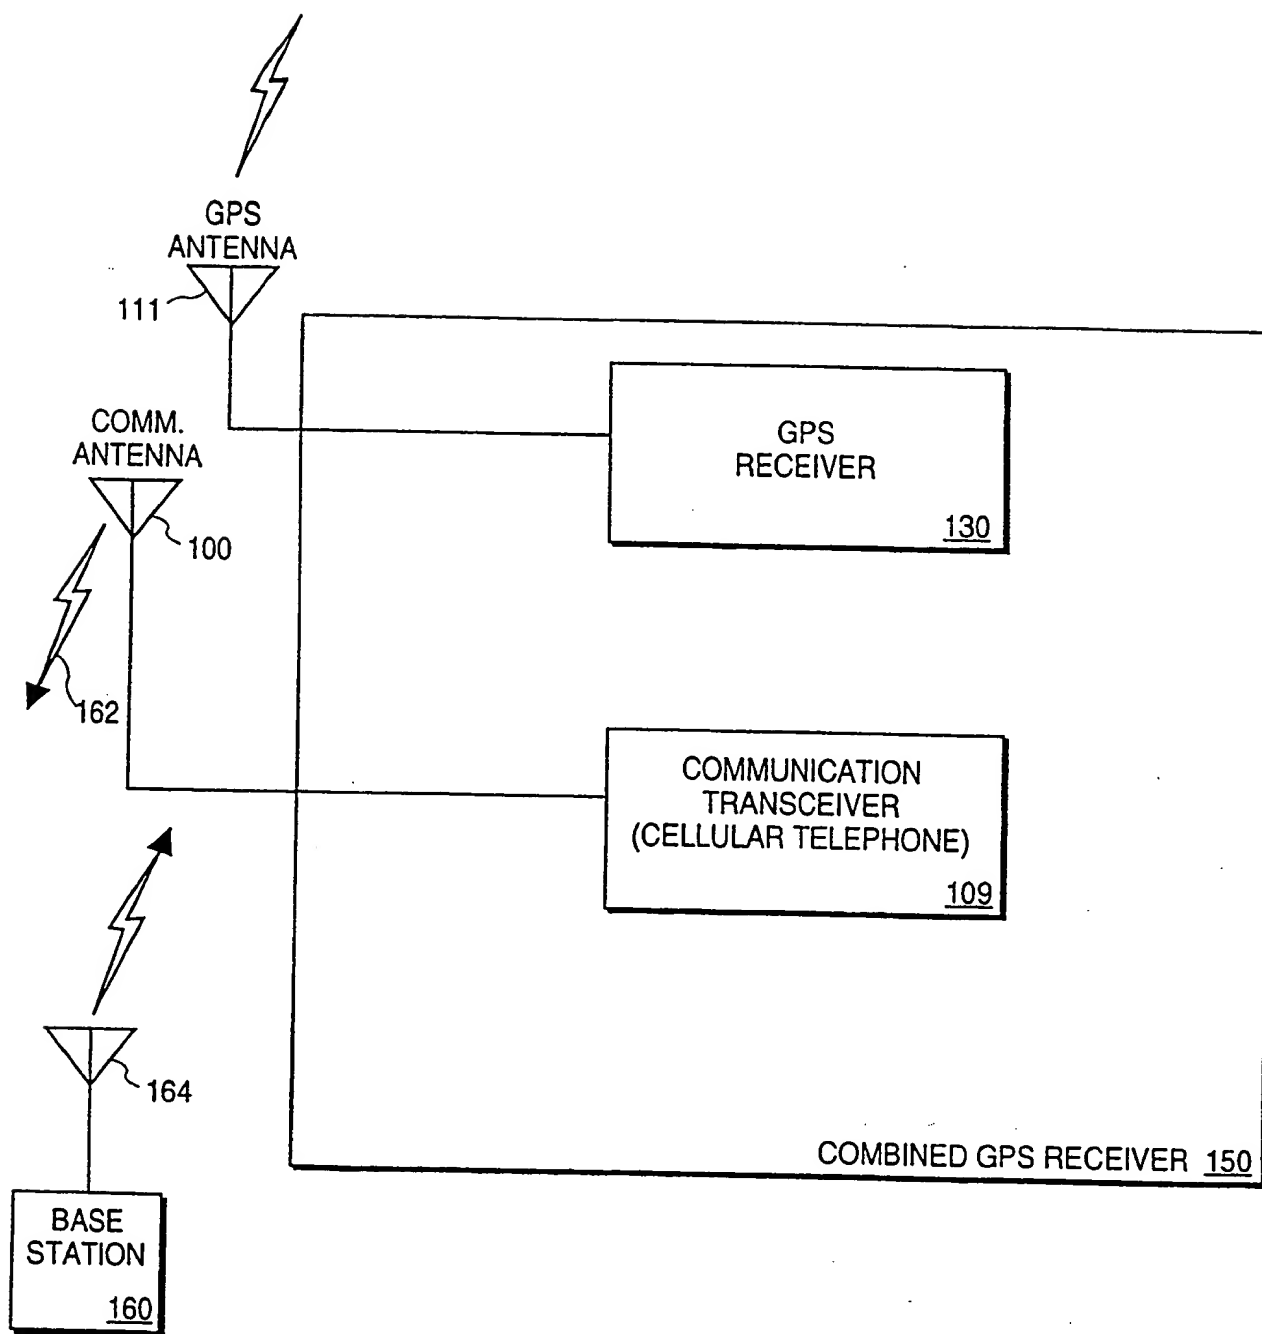 GPS
ANTENNA
111
COMM.
ANTENNA
100
162
GPS
RECEIVER
130
COMMUNICATION
TRANSCEIVER
(CELLULAR TELEPHONE)
109
164
COMBINED GPS RECEIVER 150
BASE
STATION
160